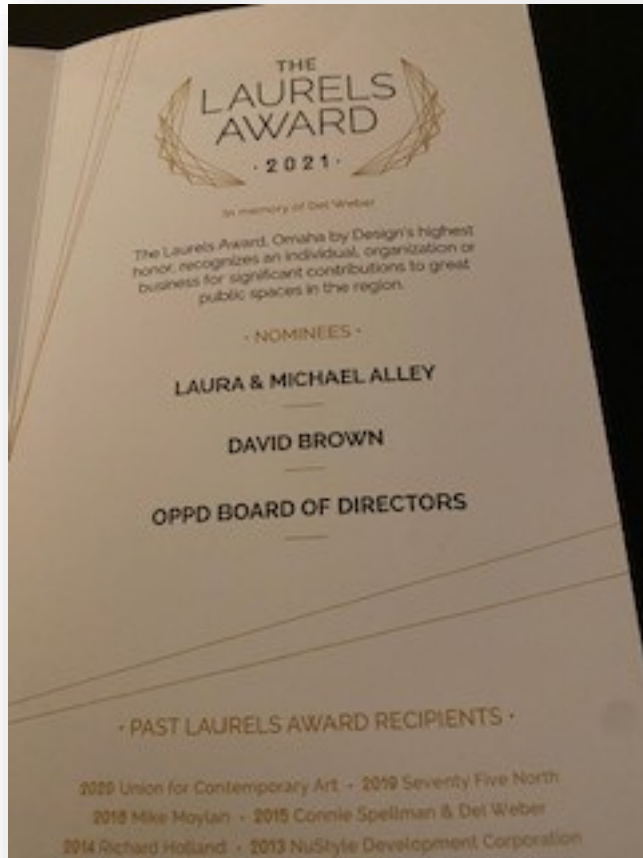 THE
LAURELS
AWARD
· 2021 ·
In memory of Del Weber
The Laurels Award, Omaha by Design's highest
honor, recognizes an individual, organization or
business for significant contributions to great
public spaces in the region.
· NOMINEES ·
LAURA & MICHAEL ALLEY
DAVID BROWN
OPPD BOARD OF DIRECTORS
· PAST LAURELS AWARD RECIPIENTS ·
2020 Union for Contemporary Art · 2019 Seventy Five North
2018 Mike Moylan · 2015 Connie Spellman & Del Weber
2014 Richard Holland · 2013 NuStyle Development Corporation